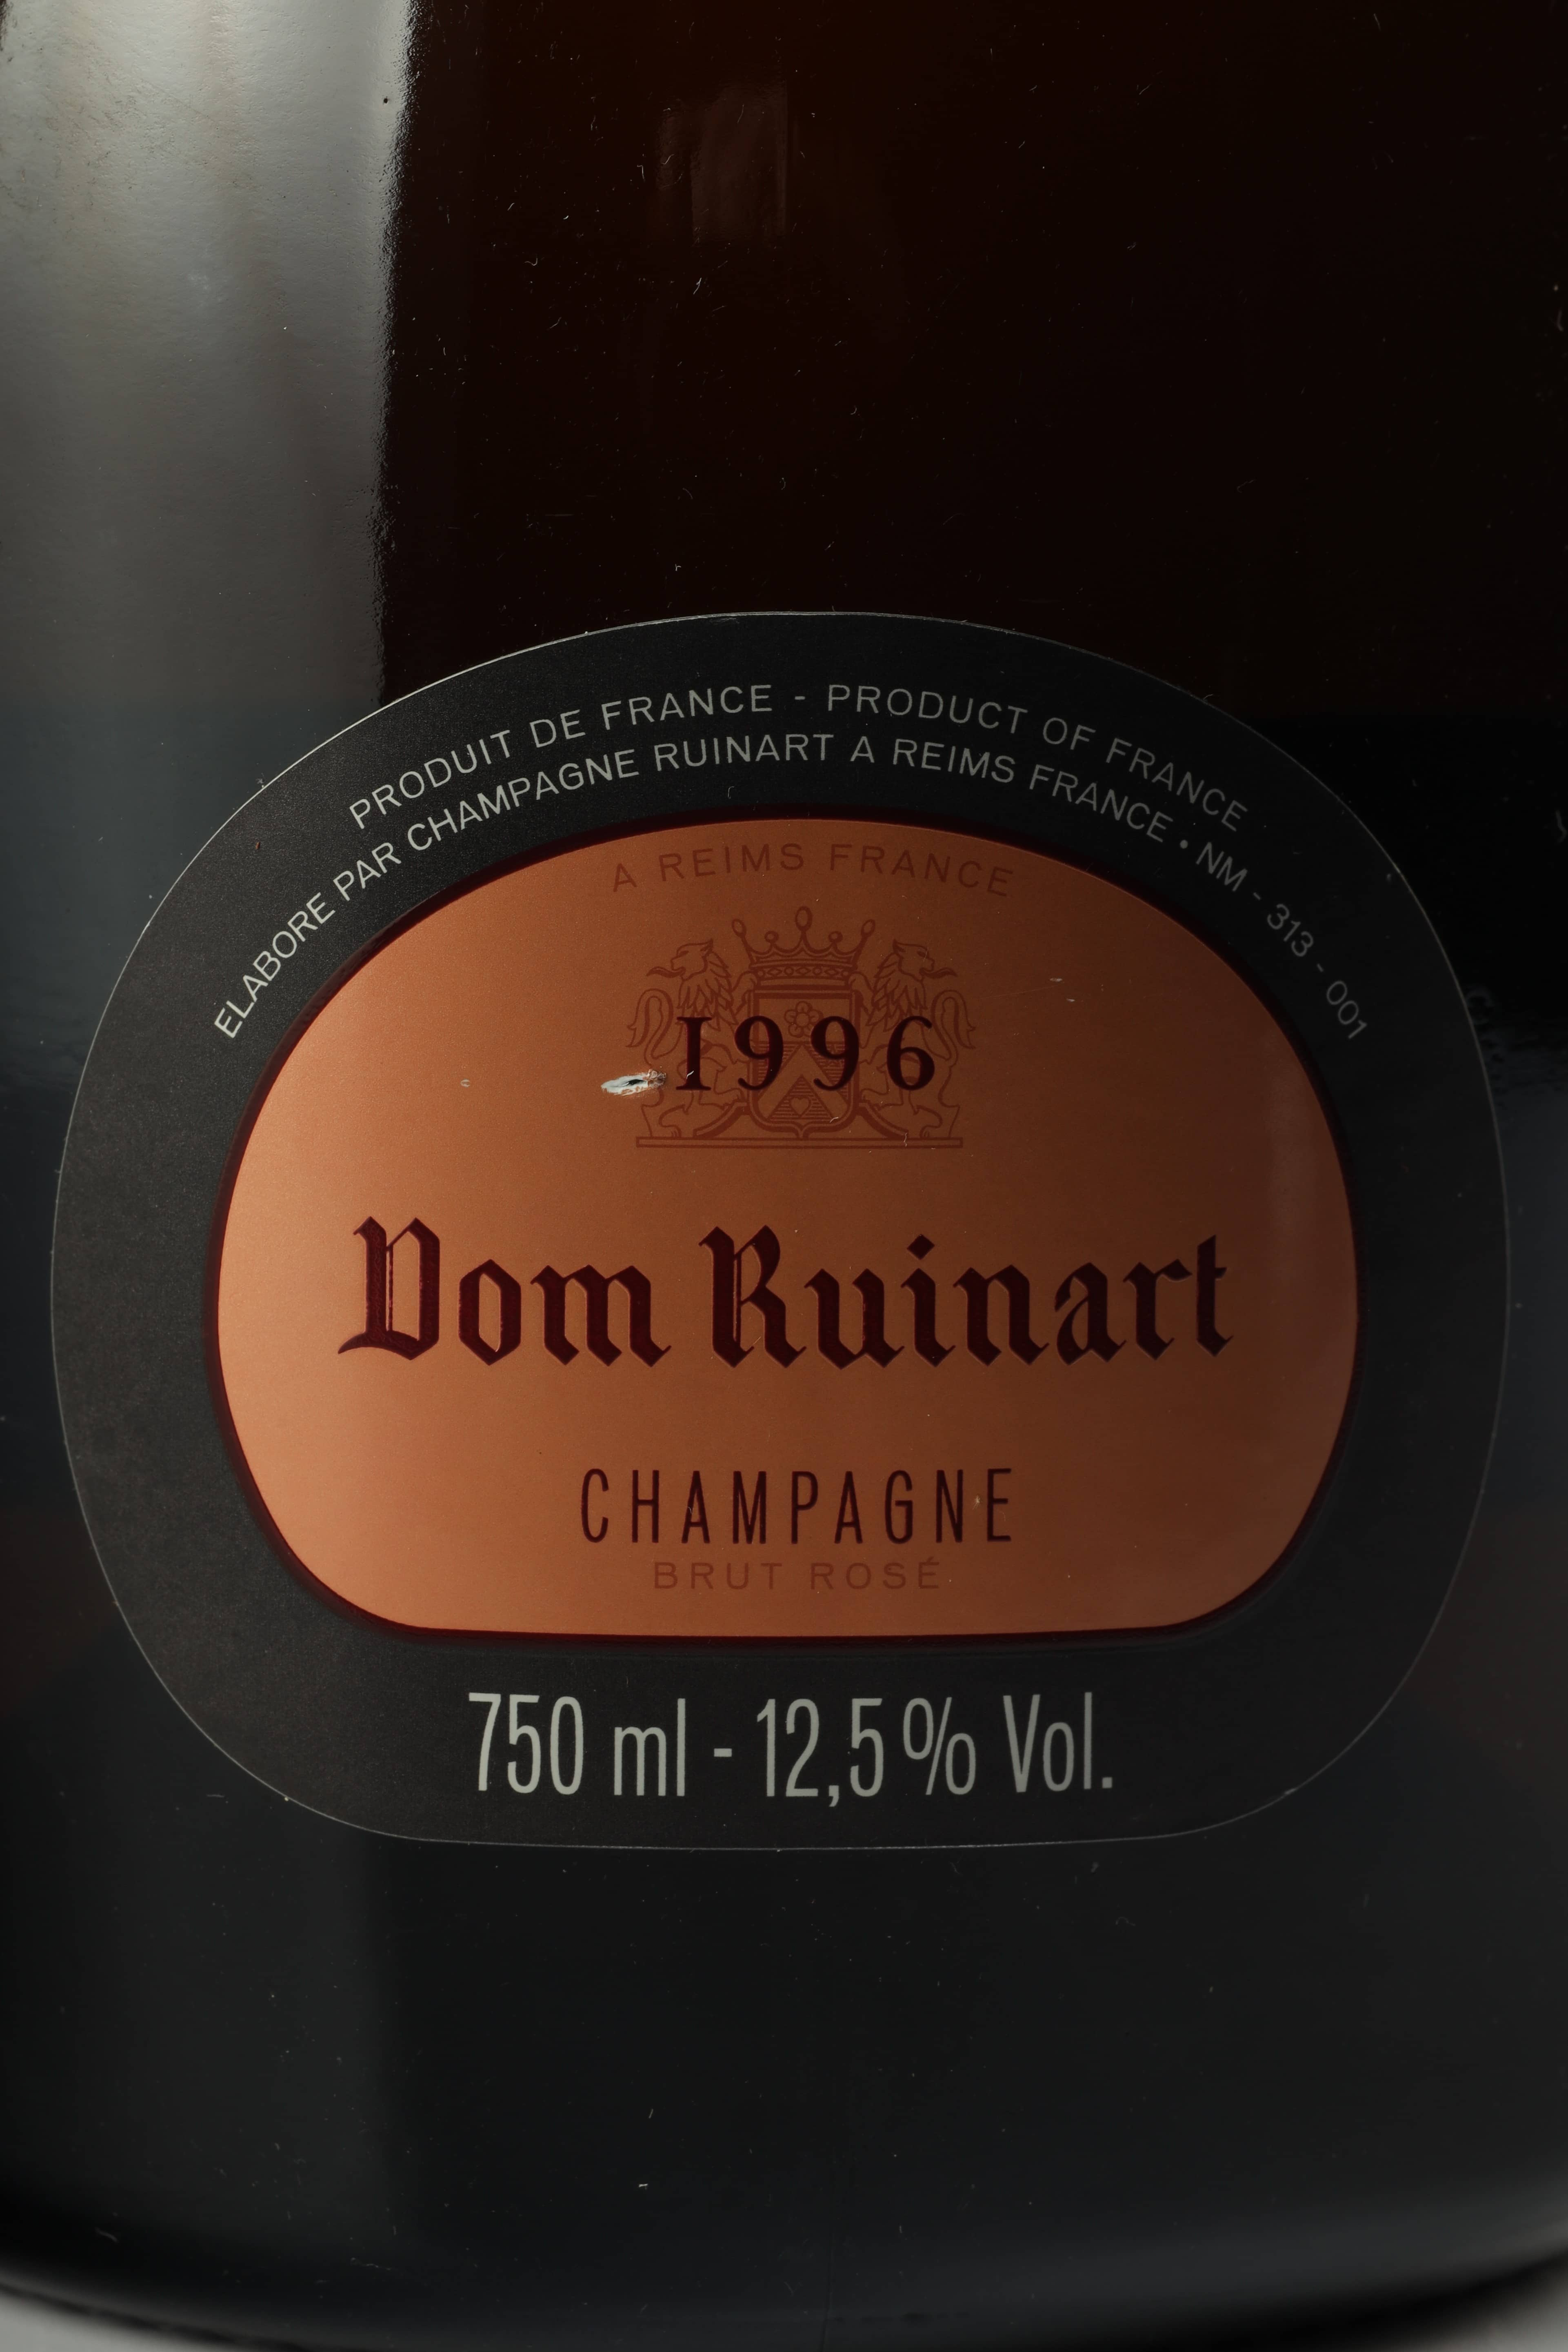 PRODUIT DE FRANCE - PRODUCT OF FRANCE
ELABORE PAR CHAMPAGNE RUINART A REIMS FRANCE • NM - 313 - 001
A REIMS FRANCE
1996
Dom Ruinart
CHAMPAGNE
BRUT ROSÉ
750 ml - 12,5 % Vol.